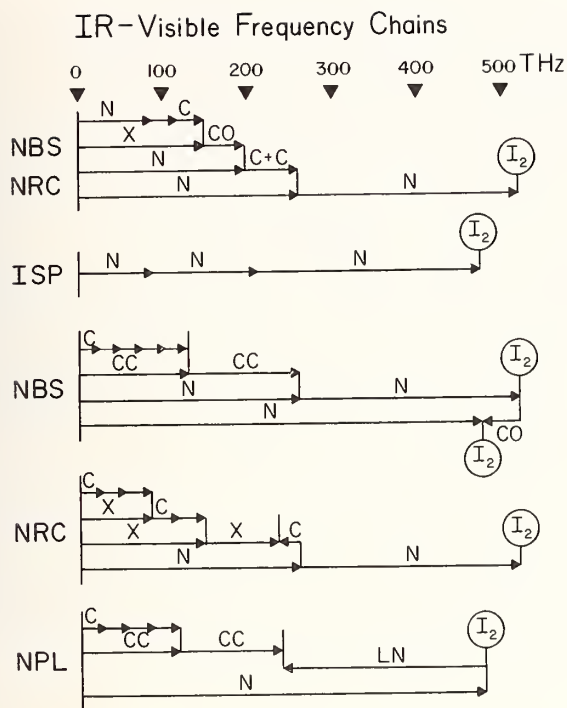 IR-Visible Frequency Chains
0 100 200 300 400 500 THz
N C
NBS X CO
N C+C I₂
NRC N N
I₂
ISP N N N
C
CC CC I₂
NBS N N
N CO
I₂
C
X C
NRC X X C I₂
N N
C
CC CC I₂
NPL LN
N